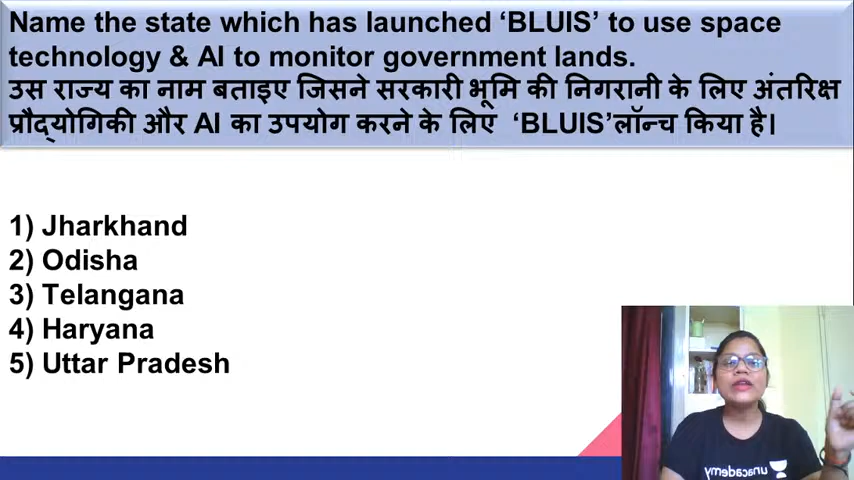 Name the state which has launched ‘BLUIS’ to use space
technology & AI to monitor government lands.
उस राज्य का नाम बताइए जिसने सरकारी भूमि की निगरानी के लिए अंतरिक्ष
प्रौद्योगिकी और AI का उपयोग करने के लिए ‘BLUIS’लॉन्च किया है।
1) Jharkhand
2) Odisha
3) Telangana
4) Haryana
5) Uttar Pradesh
unacademy